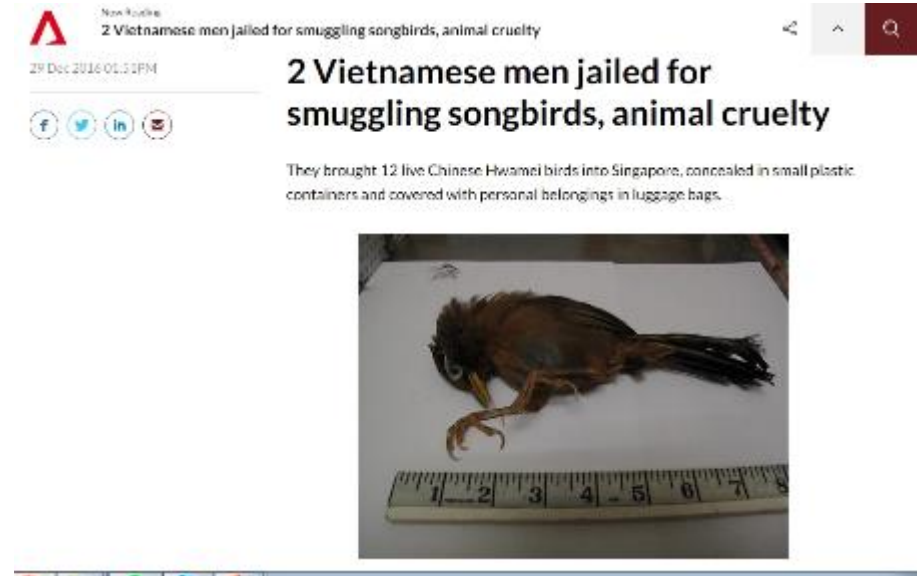 Now Reading
2 Vietnamese men jailed for smuggling songbirds, animal cruelty
29 Dec 2016 01:51PM
2 Vietnamese men jailed for
smuggling songbirds, animal cruelty
They brought 12 live Chinese Hwamei birds into Singapore, concealed in small plastic
containers and covered with personal belongings in luggage bags.
1 2 3 4 5 6 7 8